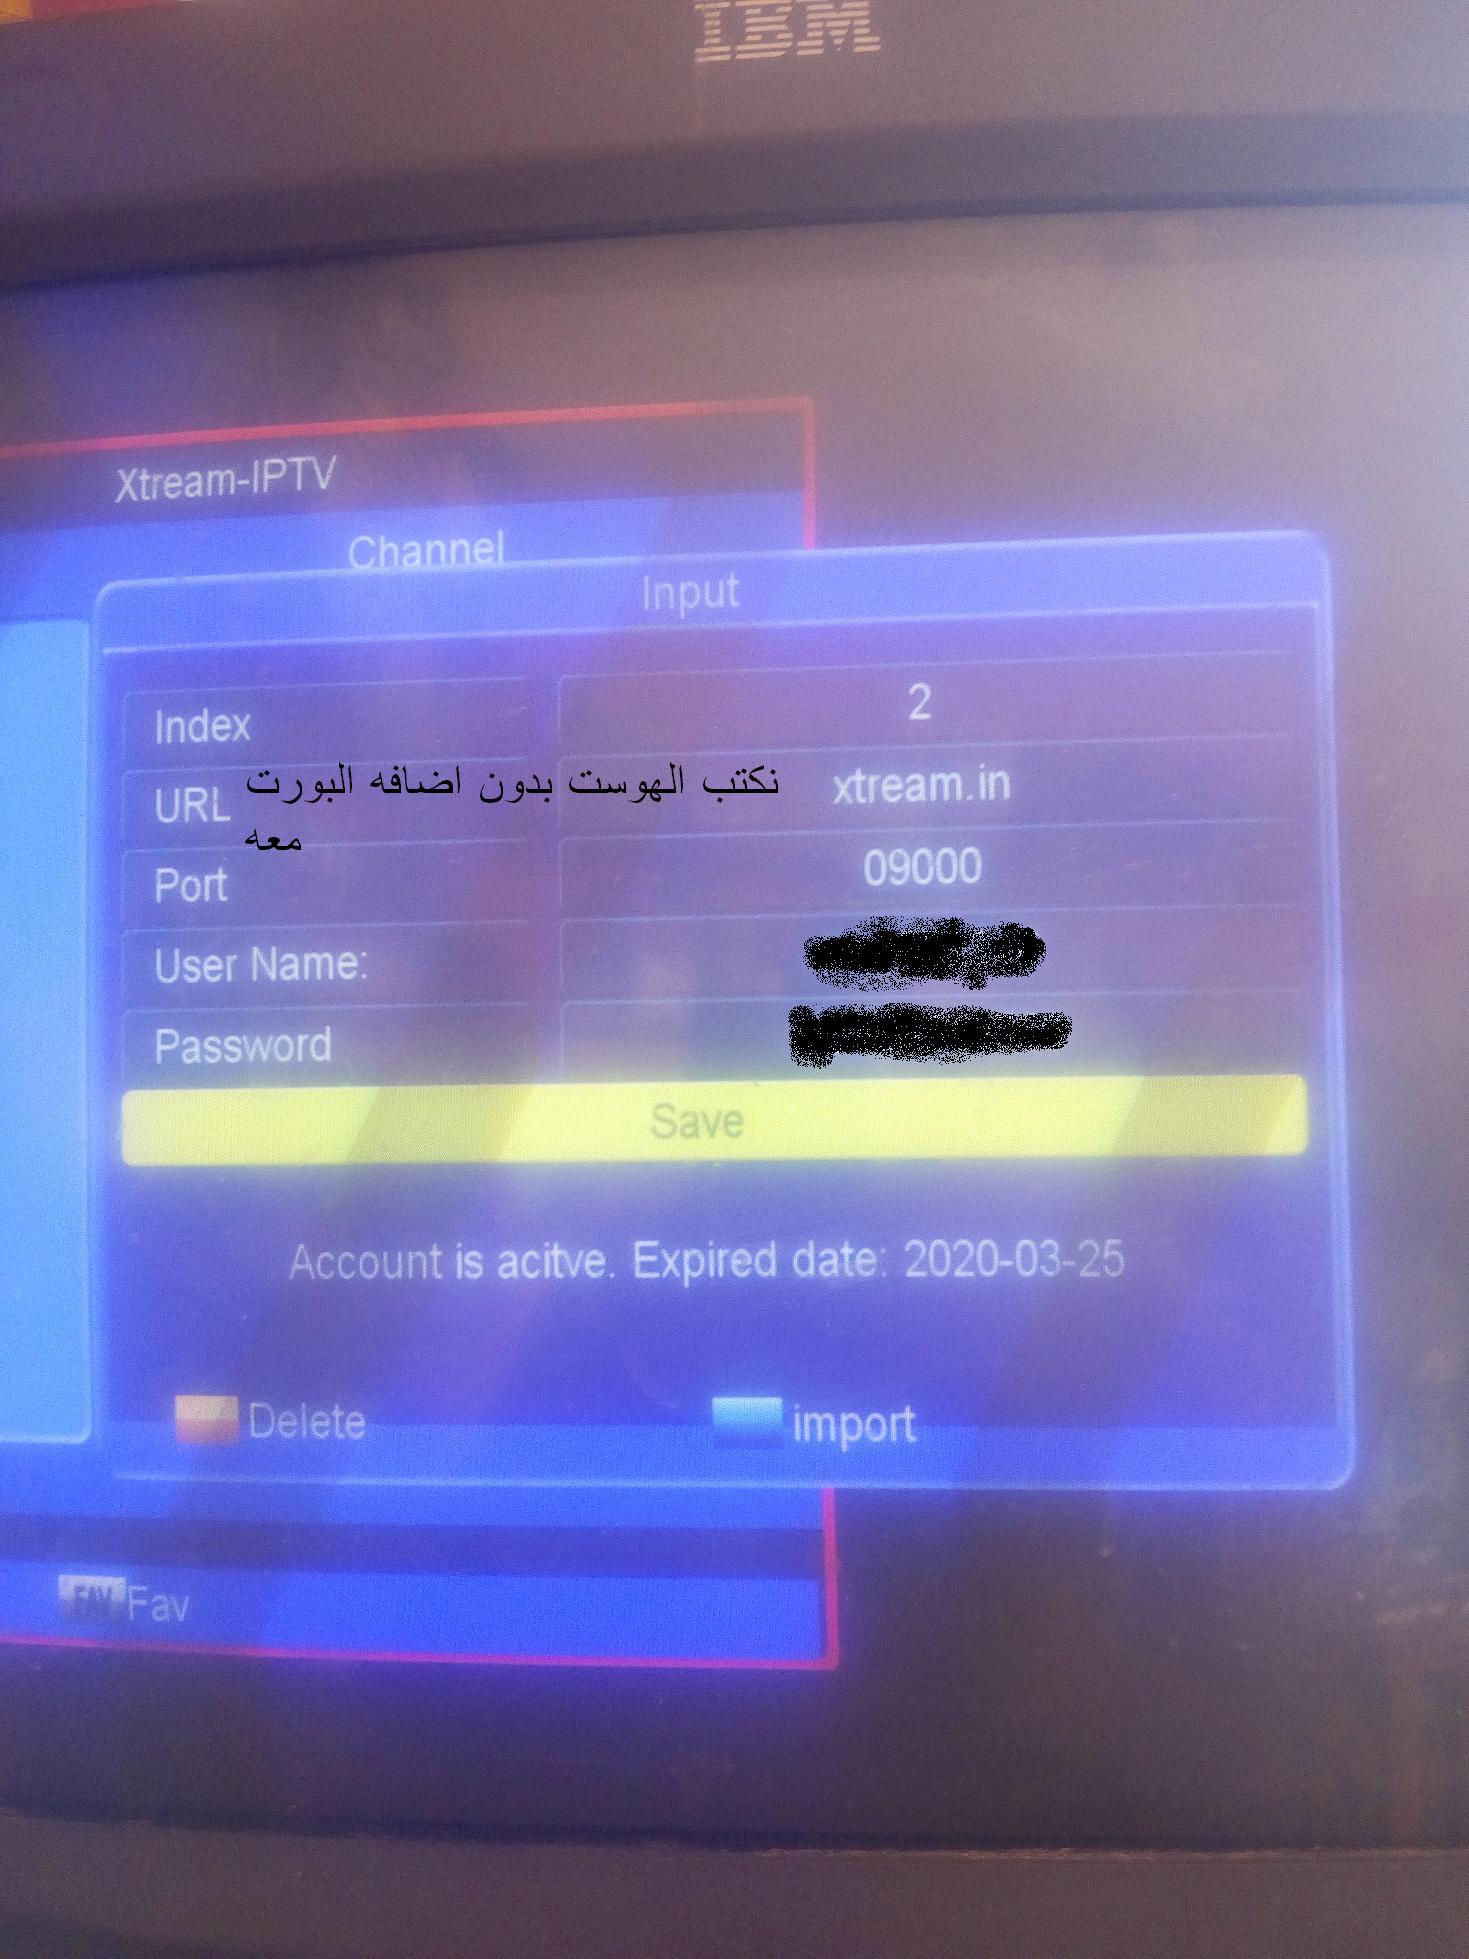 IBM
Xtream-IPTV
Channel
Input
Index 2
URL xtream.in
نكتب الهوست بدون اضافه البورت
معه
Port 09000
User Name:
Password
Save
Account is acitve. Expired date: 2020-03-25
Delete import
FAV Fav